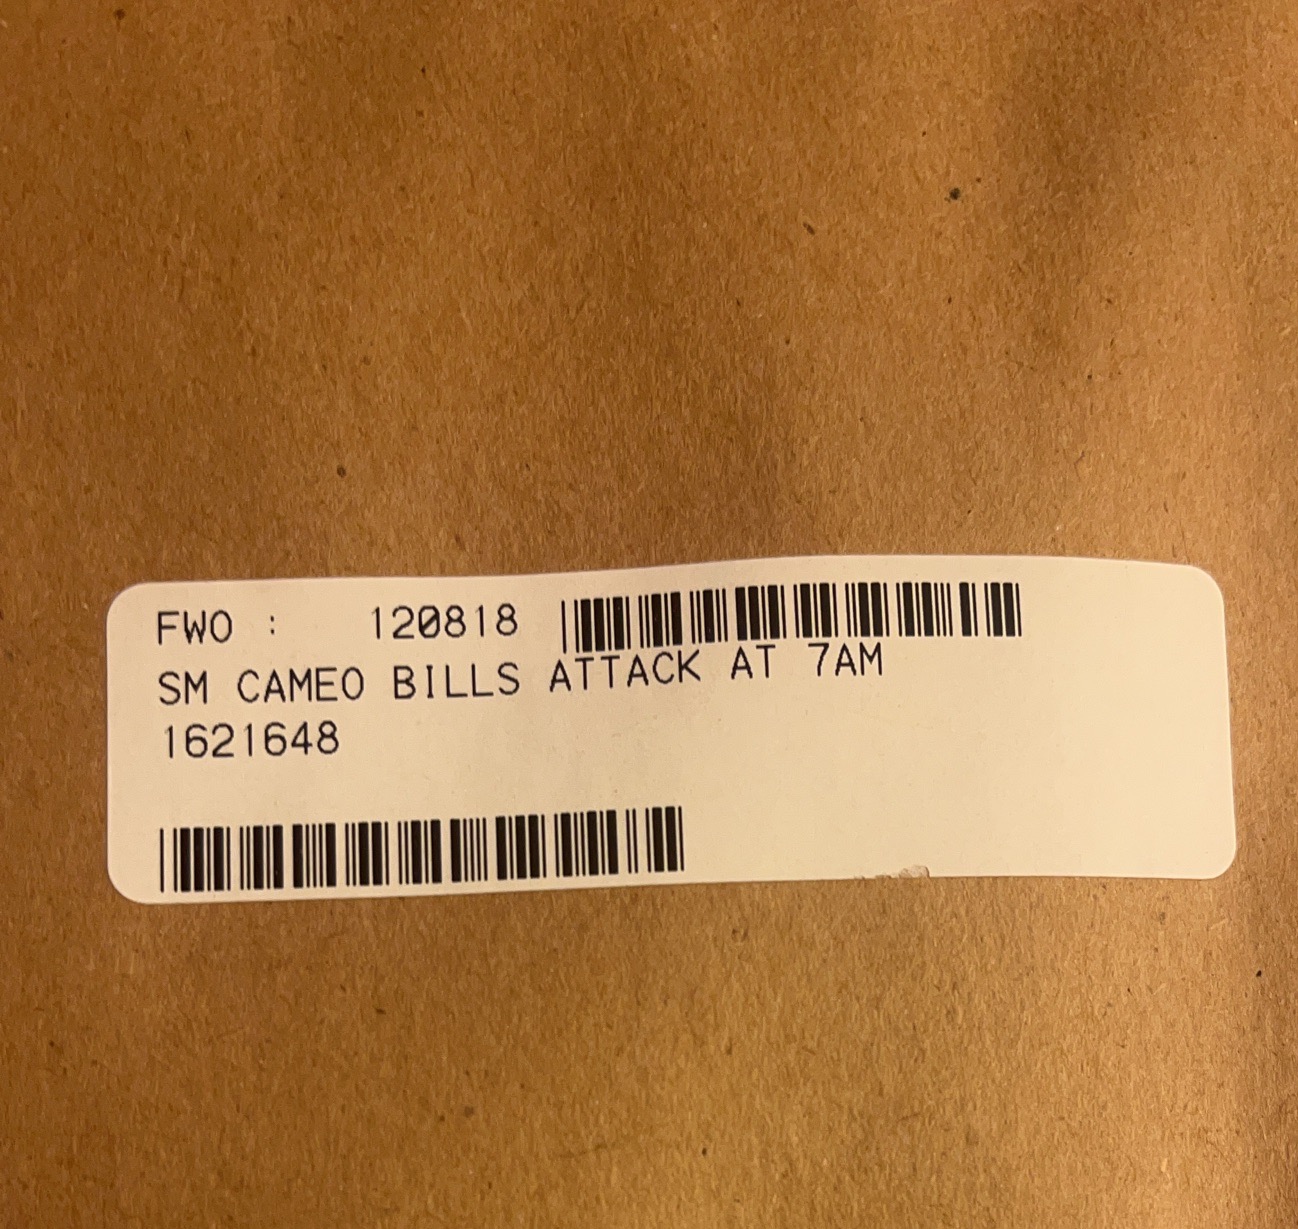 FWO : 120818
SM CAMEO BILLS ATTACK AT 7AM
1621648